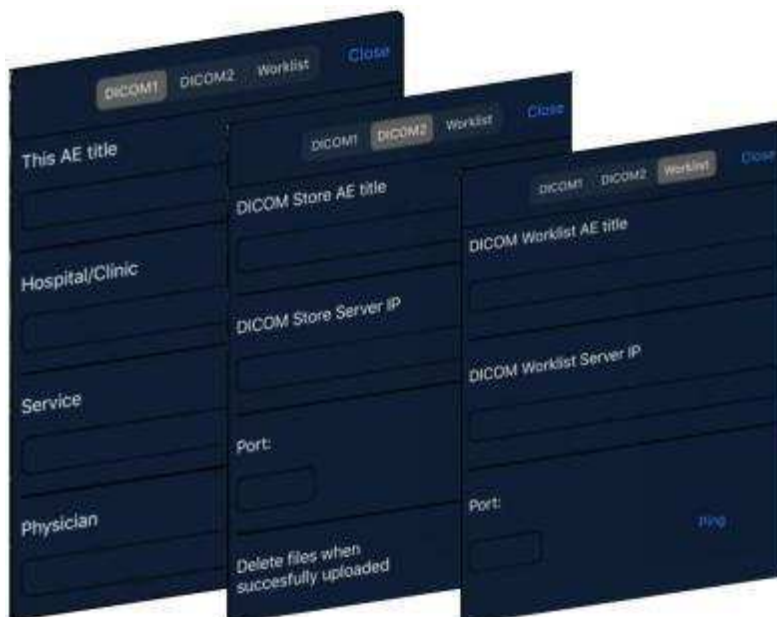 DICOM1 DICOM2 Worklist Close
This AE title
Hospital/Clinic
Service
Physician
DICOM1 DICOM2 Worklist Close
DICOM Store AE title
DICOM Store Server IP
Port:
Delete files when
succesfully uploaded
DICOM1 DICOM2 Worklist Close
DICOM Worklist AE title
DICOM Worklist Server IP
Port:
Ping